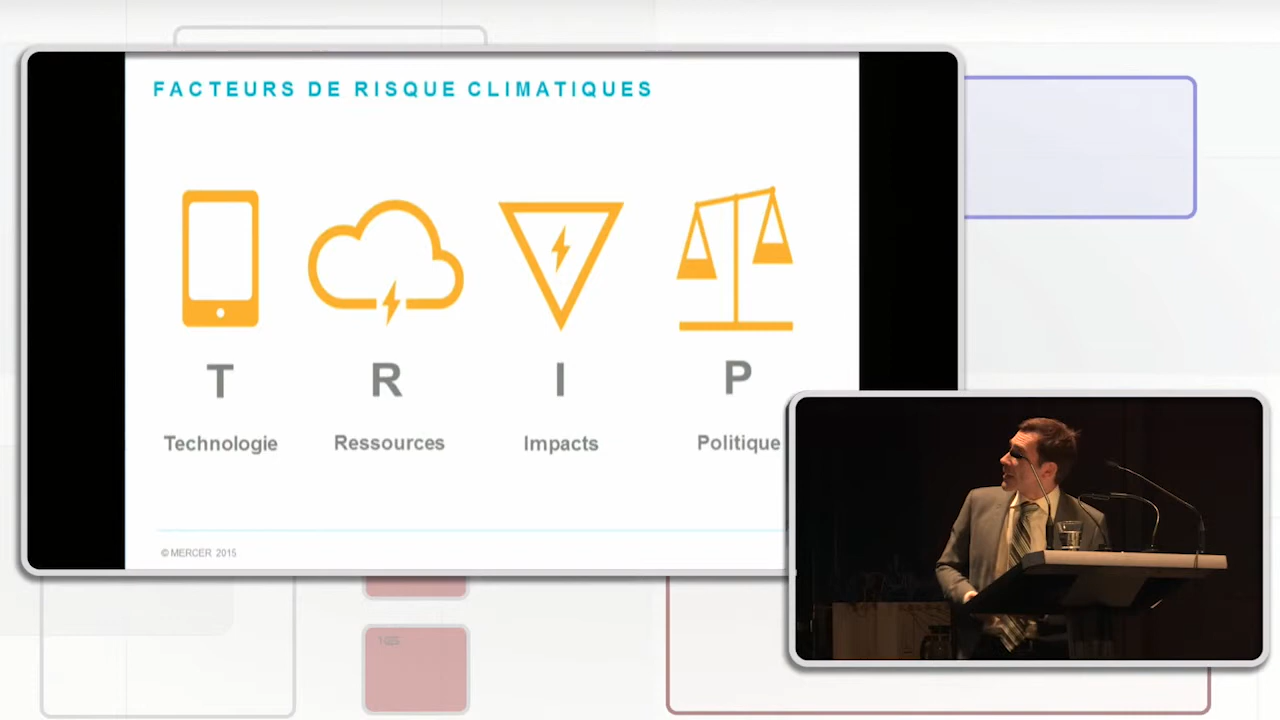 FACTEURS DE RISQUE CLIMATIQUES
T R I P
Technologie Ressources Impacts Politique
© MERCER 2015